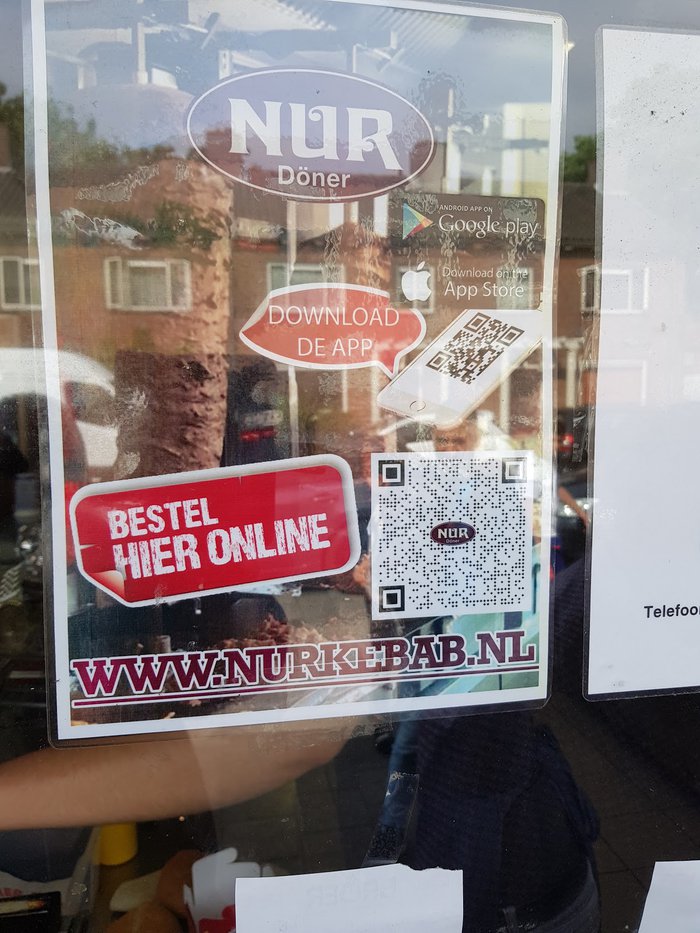 NUR
Döner
ANDROID APP ON
Google play
Download on the
App Store
DOWNLOAD
DE APP
BESTEL
HIER ONLINE
NUR
Döner
WWW.NURKEBAB.NL